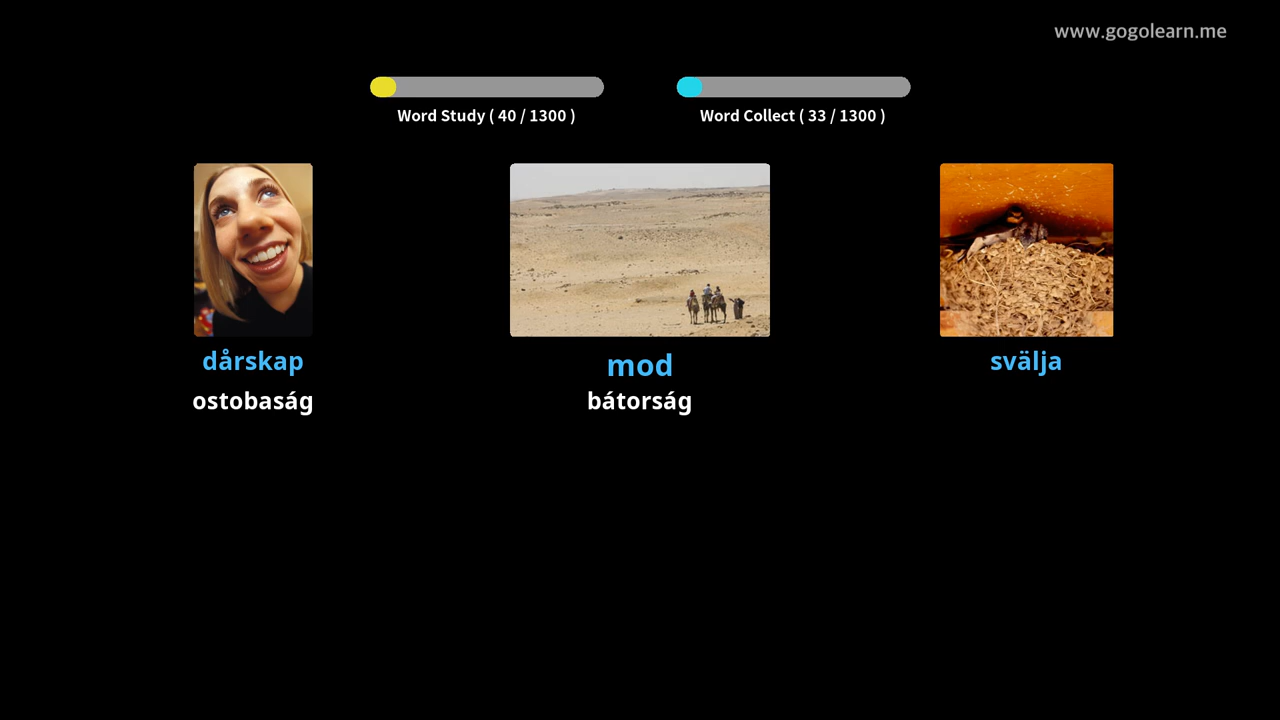 www.gogolearn.me
Word Study ( 40 / 1300 )
Word Collect ( 33 / 1300 )
dårskap
mod
svälja
ostobaság
bátorság